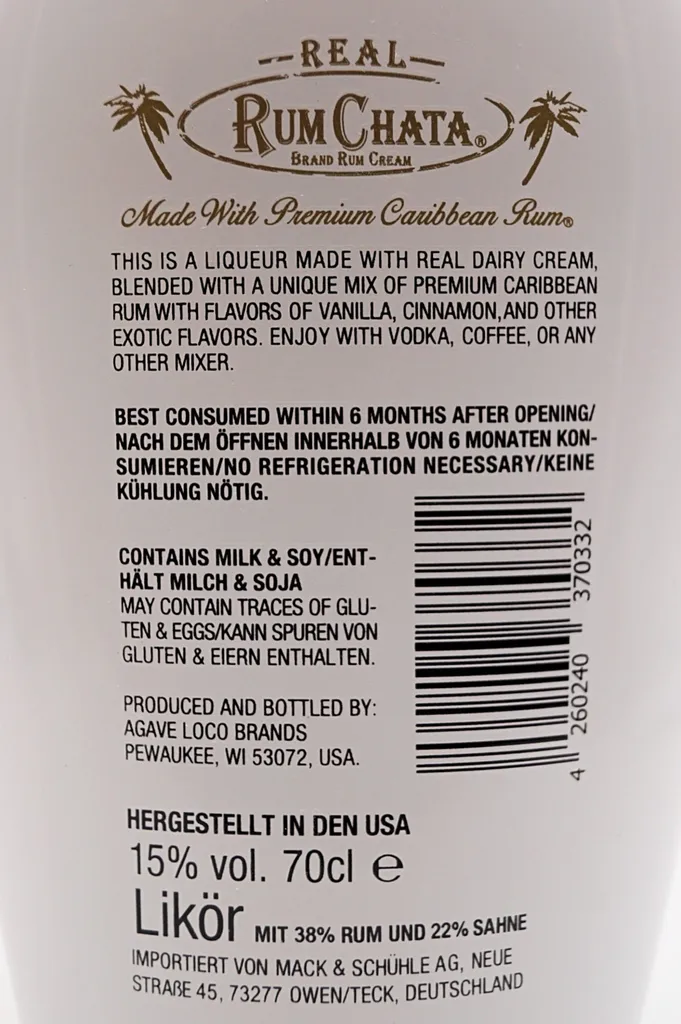 REAL
RUMCHATA®
BRAND RUM CREAM
Made With Premium Caribbean Rum®
THIS IS A LIQUEUR MADE WITH REAL DAIRY CREAM,
BLENDED WITH A UNIQUE MIX OF PREMIUM CARIBBEAN
RUM WITH FLAVORS OF VANILLA, CINNAMON,AND OTHER
EXOTIC FLAVORS. ENJOY WITH VODKA, COFFEE, OR ANY
OTHER MIXER.
BEST CONSUMED WITHIN 6 MONTHS AFTER OPENING/
NACH DEM ÖFFNEN INNERHALB VON 6 MONATEN KON-
SUMIEREN/NO REFRIGERATION NECESSARY/KEINE
KÜHLUNG NÖTIG.
CONTAINS MILK & SOY/ENT-
HÄLT MILCH & SOJA
MAY CONTAIN TRACES OF GLU-
TEN & EGGS/KANN SPUREN VON
GLUTEN & EIERN ENTHALTEN.
PRODUCED AND BOTTLED BY:
AGAVE LOCO BRANDS
PEWAUKEE, WI 53072, USA.
4 260240 370332
HERGESTELLT IN DEN USA
15% vol. 70cl ℮
Likör MIT 38% RUM UND 22% SAHNE
IMPORTIERT VON MACK & SCHÜHLE AG, NEUE
STRAßE 45, 73277 OWEN/TECK, DEUTSCHLAND